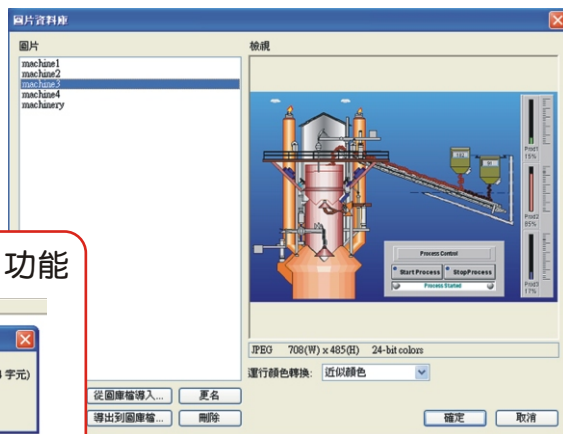 圖片資料庫
圖片
檢視
machine1
machine2
machine3
machine4
machinery
Prod1
15%
Prod2
85%
Prod3
17%
Process Control
Start Process
StopProcess
Process Started
功能
字元)
JPEG 708(W) x 485(H) 24-bit colors
運行顏色轉換: 近似顏色
從圖庫檔導入...
更名
導出到圖庫檔...
刪除
確定
取消